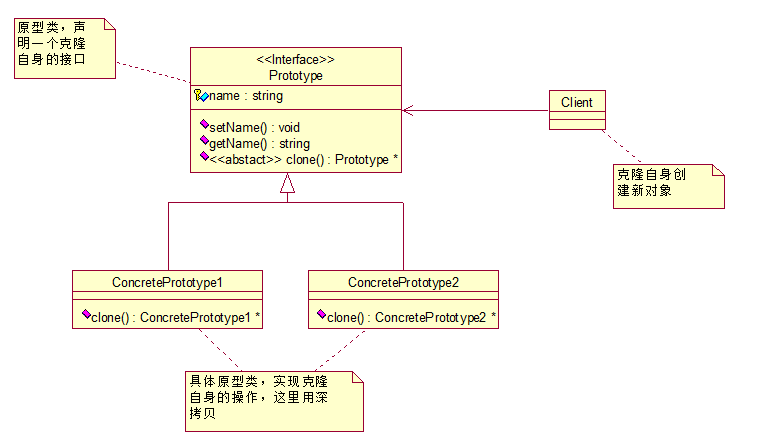 原型类，声
明一个克隆
自身的接口
<<Interface>>
Prototype
name : string
setName() : void
getName() : string
<<abstact>> clone() : Prototype *
Client
克隆自身创
建新对象
ConcretePrototype1
clone() : ConcretePrototype1 *
ConcretePrototype2
clone() : ConcretePrototype2 *
具体原型类，实现克隆
自身的操作，这里用深
拷贝